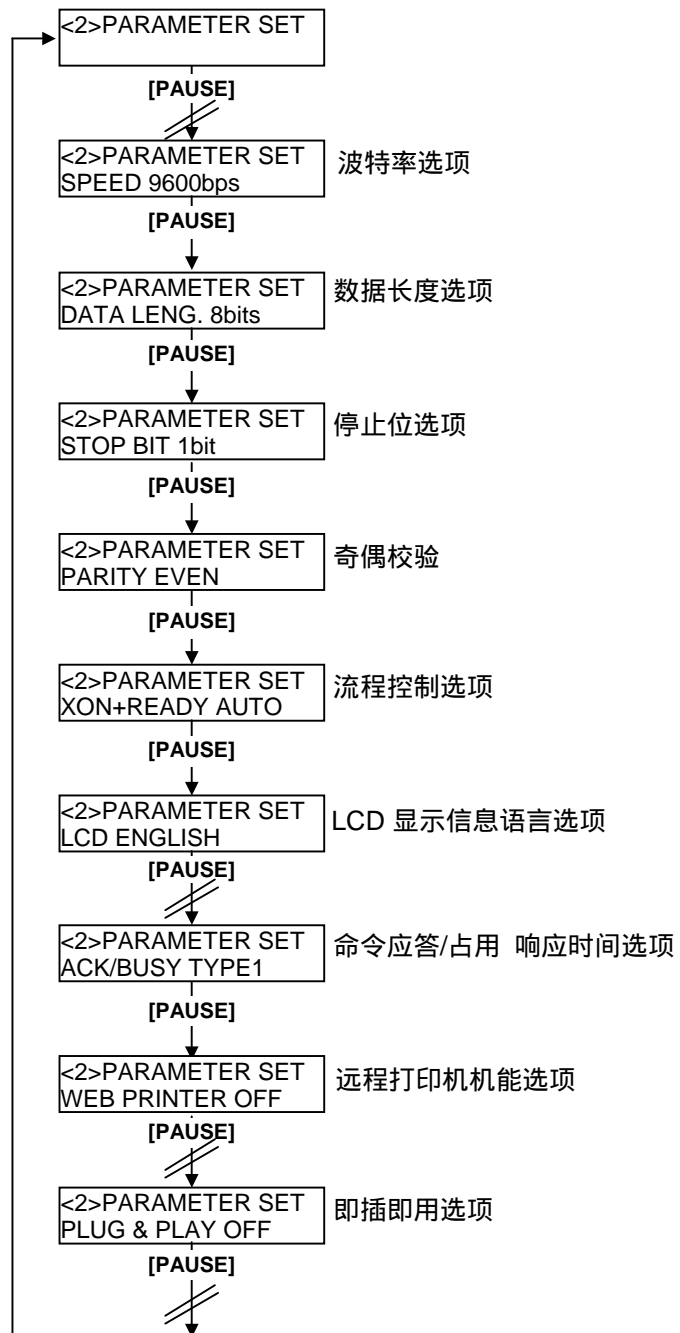 <2>PARAMETER SET
[PAUSE]
<2>PARAMETER SET
SPEED 9600bps
波特率选项
[PAUSE]
<2>PARAMETER SET
DATA LENG. 8bits
数据长度选项
[PAUSE]
<2>PARAMETER SET
STOP BIT 1bit
停止位选项
[PAUSE]
<2>PARAMETER SET
PARITY EVEN
奇偶校验
[PAUSE]
<2>PARAMETER SET
XON+READY AUTO
流程控制选项
[PAUSE]
<2>PARAMETER SET
LCD ENGLISH
LCD 显示信息语言选项
[PAUSE]
<2>PARAMETER SET
ACK/BUSY TYPE1
命令应答/占用 响应时间选项
[PAUSE]
<2>PARAMETER SET
WEB PRINTER OFF
远程打印机机能选项
[PAUSE]
<2>PARAMETER SET
PLUG & PLAY OFF
即插即用选项
[PAUSE]